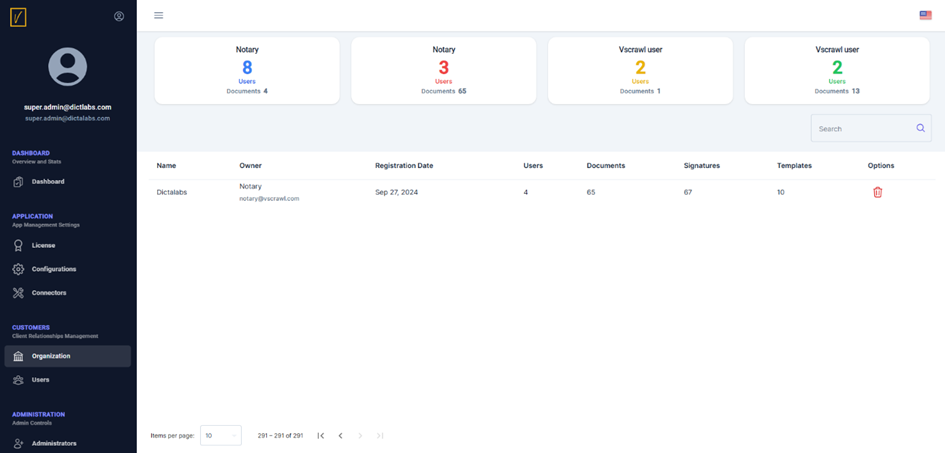 super.admin@dictlabs.com
super.admin@dictalabs.com
DASHBOARD
Overview and Stats
Dashboard
APPLICATION
App Management Settings
License
Configurations
Connectors
CUSTOMERS
Client Relationships Management
Organization
Users
ADMINISTRATION
Admin Controls
Administrators
Notary
8
Users
Documents 4
Notary
3
Users
Documents 65
Vscrawl user
2
Users
Documents 1
Vscrawl user
2
Users
Documents 13
Search
Name Owner Registration Date Users Documents Signatures Templates Options
Dictalabs Notary Sep 27, 2024 4 65 67 10
notary@vscrawl.com
Items per page: 10 291 – 291 of 291